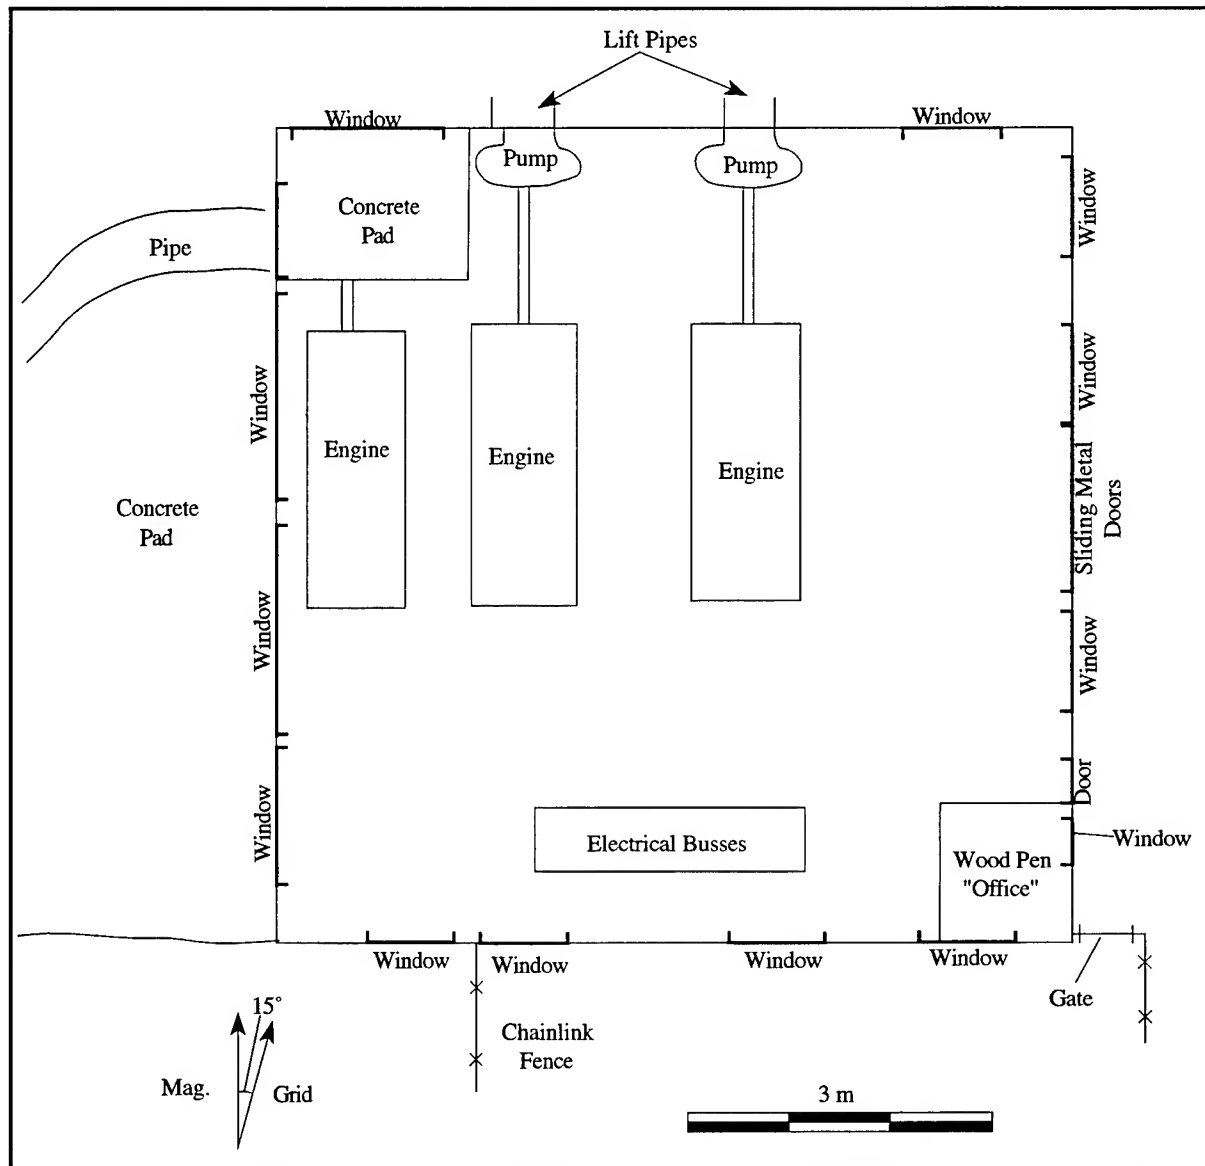 Lift Pipes
Window
Window
Pump
Pump
Window
Concrete
Pad
Pipe
Window
Window
Engine
Engine
Engine
Sliding Metal
Doors
Concrete
Pad
Window
Window
Window
Door
Electrical Busses
Window
Wood Pen
"Office"
Window
Window
Window
Window
Gate
15°
Chainlink
Fence
Mag.
Grid
3 m